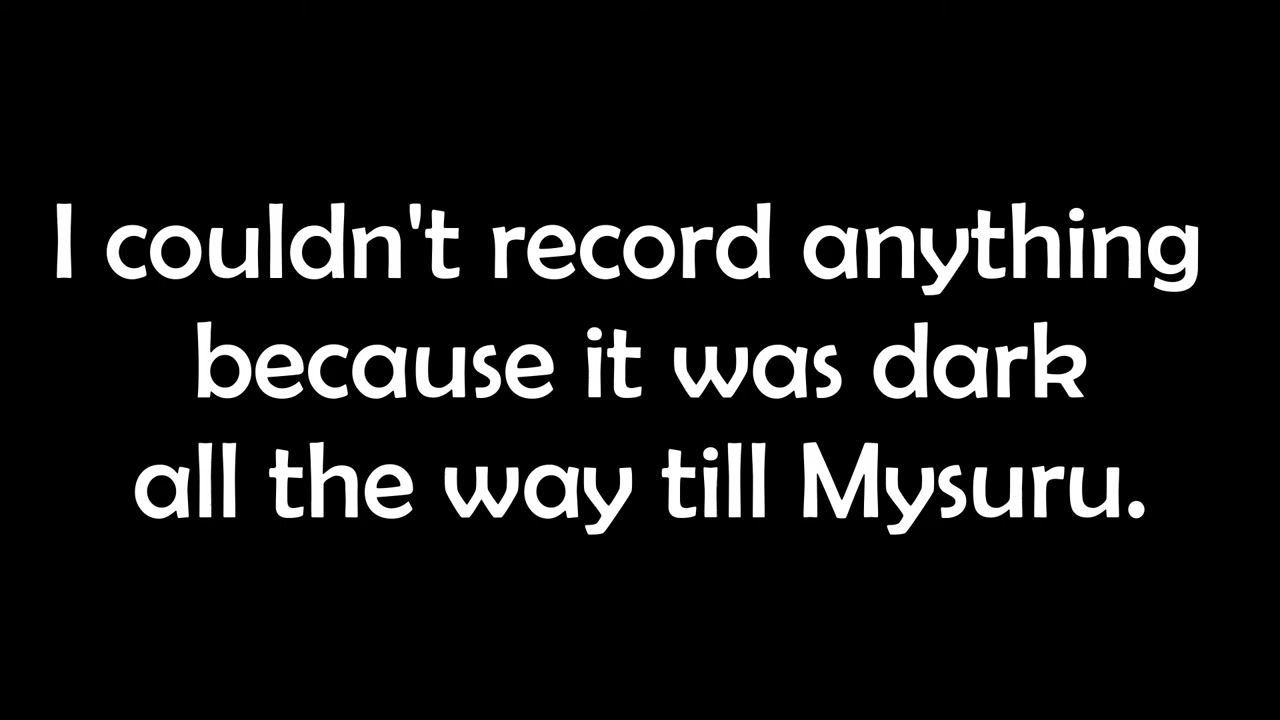 I couldn't record anything
because it was dark
all the way till Mysuru.